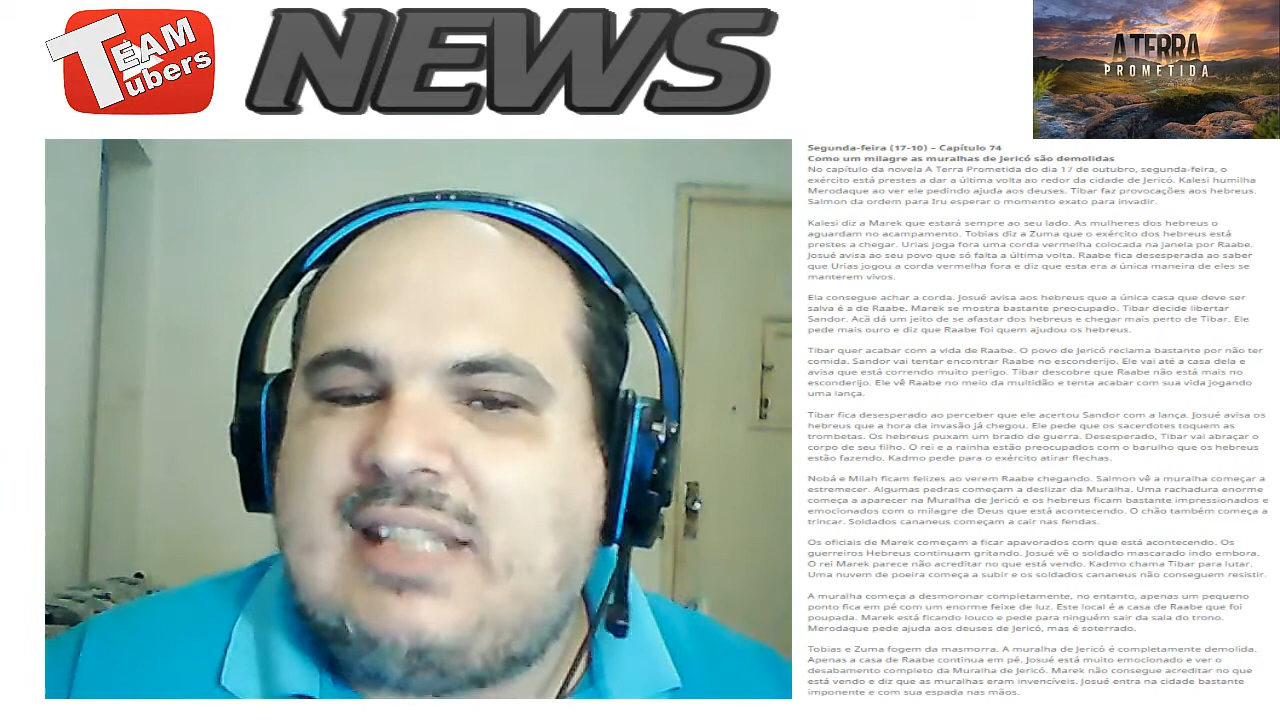 TÉAM
Tubers
NEWS
A TERRA
PROMETIDA
Segunda-feira (17-10) – Capítulo 74
Como um milagre as muralhas de Jericó são demolidas
No capítulo da novela A Terra Prometida do dia 17 de outubro, segunda-feira, o
exército está prestes a dar a última volta ao redor da cidade de Jericó. Kalesi humilha
Merodaque ao ver ele pedindo ajuda aos deuses. Tibar faz provocações aos hebreus.
Salmon da ordem para Iru esperar o momento exato para invadir.
Kalesi diz a Marek que estará sempre ao seu lado. As mulheres dos hebreus o
aguardam no acampamento. Tobias diz a Zuma que o exército dos hebreus está
prestes a chegar. Urias joga fora uma corda vermelha colocada na janela por Raabe.
Josué avisa ao seu povo que só falta a última volta. Raabe fica desesperada ao saber
que Urias jogou a corda vermelha fora e diz que esta era a única maneira de eles se
manterem vivos.
Ela consegue achar a corda. Josué avisa aos hebreus que a única casa que deve ser
salva é a de Raabe. Marek se mostra bastante preocupado. Tibar decide libertar
Sandor. Acã dá um jeito de se afastar dos hebreus e chegar mais perto de Tibar. Ele
pede mais ouro e diz que Raabe foi quem ajudou os hebreus.
Tibar quer acabar com a vida de Raabe. O povo de Jericó reclama bastante por não ter
comida. Sandor vai tentar encontrar Raabe no esconderijo. Ele vai até a casa dela e
avisa que está correndo muito perigo. Tibar descobre que Raabe não está mais no
esconderijo. Ele vê Raabe no meio da multidão e tenta acabar com sua vida jogando
uma lança.
Tibar fica desesperado ao perceber que ele acertou Sandor com a lança. Josué avisa os
hebreus que a hora da invasão já chegou. Ele pede que os sacerdotes toquem as
trombetas. Os hebreus puxam um brado de guerra. Desesperado, Tibar vai abraçar o
corpo de seu filho. O rei e a rainha estão preocupados com o barulho que os hebreus
estão fazendo. Kadmo pede para o exército atirar flechas.
Nobá e Milah ficam felizes ao verem Raabe chegando. Salmon vê a muralha começar a
estremecer. Algumas pedras começam a deslizar da Muralha. Uma rachadura enorme
começa a aparecer na Muralha de Jericó e os hebreus ficam bastante impressionados e
emocionados com o milagre de Deus que está acontecendo. O chão também começa a
trincar. Soldados cananeus começam a cair nas fendas.
Os oficiais de Marek começam a ficar apavorados com que está acontecendo. Os
guerreiros Hebreus continuam gritando. Josué vê o soldado mascarado indo embora.
O rei Marek parece não acreditar no que está vendo. Kadmo chama Tibar para lutar.
Uma nuvem de poeira começa a subir e os soldados cananeus não conseguem resistir.
A muralha começa a desmoronar completamente, no entanto, apenas um pequeno
ponto fica em pé com um enorme feixe de luz. Este local é a casa de Raabe que foi
poupada. Marek está ficando louco e pede para ninguém sair da sala do trono.
Merodaque pede ajuda aos deuses de Jericó, mas é soterrado.
Tobias e Zuma fogem da masmorra. A muralha de Jericó é completamente demolida.
Apenas a casa de Raabe continua em pé. Josué está muito emocionado e ver o
desabamento completo da Muralha de Jericó. Marek não consegue acreditar no que
está vendo e diz que as muralhas eram invencíveis. Josué entra na cidade bastante
imponente e com sua espada nas mãos.